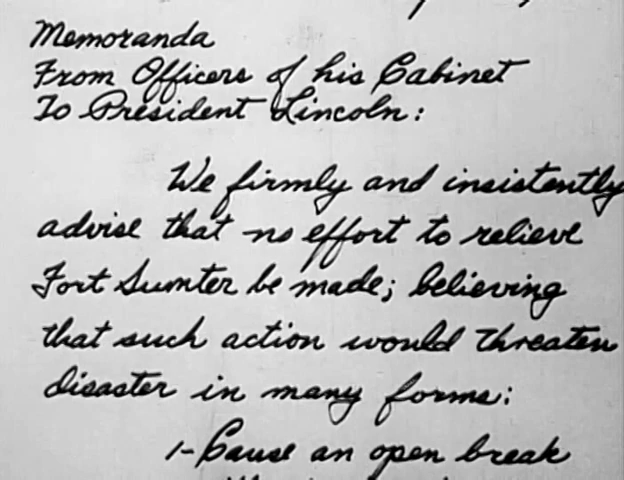 Memoranda
From Officers of his Cabinet
To President Lincoln:
We firmly and insistently
advise that no effort to relieve
Fort Sumter be made; believing
that such action would threaten
disaster in many forms:
1-Cause an open break